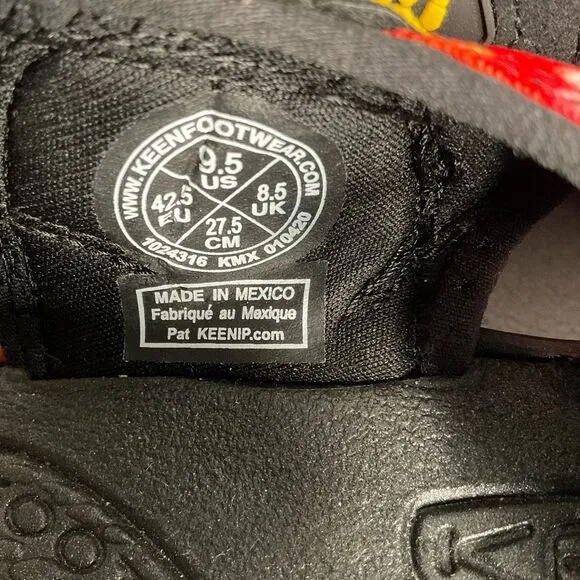 WWW.KEENFOOTWEAR.COM
9.5
US
42.5
EU
8.5
UK
27.5
CM
1024316 KMX 010420
MADE IN MEXICO
Fabriqué au Mexique
Pat KEENIP.com